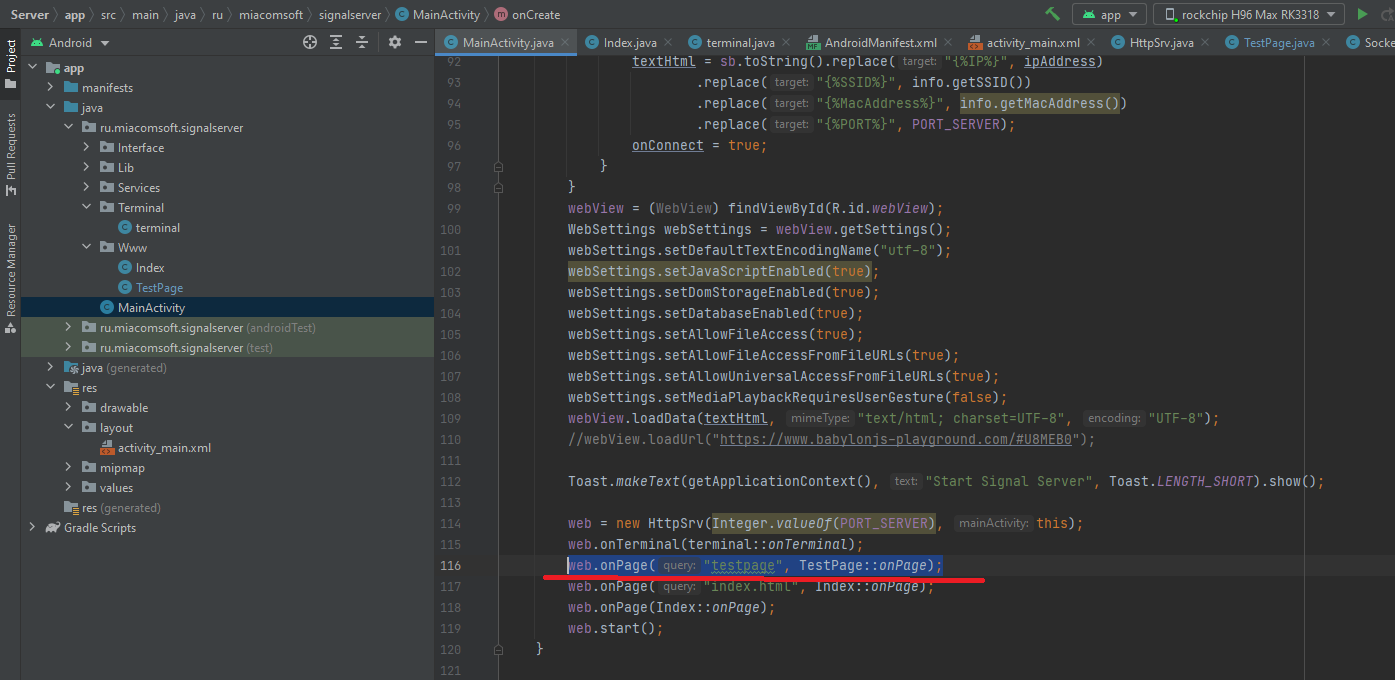 Server app src main java ru miacomsoft signalserver MainActivity onCreate
app rockchip H96 Max RK3318
Project
Pull Requests
Resource Manager
Android
app
manifests
java
ru.miacomsoft.signalserver
Interface
Lib
Services
Terminal
terminal
Www
Index
TestPage
MainActivity
ru.miacomsoft.signalserver (androidTest)
ru.miacomsoft.signalserver (test)
java (generated)
res
drawable
layout
activity_main.xml
mipmap
values
res (generated)
Gradle Scripts
MainActivity.java Index.java terminal.java AndroidManifest.xml activity_main.xml HttpSrv.java TestPage.java Socke
92 textHtml = sb.toString().replace( target: "{%IP%}", ipAddress)
93 .replace( target: "{%SSID%}", info.getSSID())
94 .replace( target: "{%MacAddress%}", info.getMacAddress())
95 .replace( target: "{%PORT%}", PORT_SERVER);
96 onConnect = true;
97 }
98 }
99 webView = (WebView) findViewById(R.id.webView);
100 WebSettings webSettings = webView.getSettings();
101 webSettings.setDefaultTextEncodingName("utf-8");
102 webSettings.setJavaScriptEnabled(true);
103 webSettings.setDomStorageEnabled(true);
104 webSettings.setDatabaseEnabled(true);
105 webSettings.setAllowFileAccess(true);
106 webSettings.setAllowFileAccessFromFileURLs(true);
107 webSettings.setAllowUniversalAccessFromFileURLs(true);
108 webSettings.setMediaPlaybackRequiresUserGesture(false);
109 webView.loadData(textHtml, mimeType: "text/html; charset=UTF-8", encoding: "UTF-8");
110 //webView.loadUrl("https://www.babylonjs-playground.com/#U8MEB0");
111
112 Toast.makeText(getApplicationContext(), text: "Start Signal Server", Toast.LENGTH_SHORT).show();
113
114 web = new HttpSrv(Integer.valueOf(PORT_SERVER), mainActivity: this);
115 web.onTerminal(terminal::onTerminal);
116 web.onPage( query: "testpage", TestPage::onPage);
117 web.onPage( query: "index.html", Index::onPage);
118 web.onPage(Index::onPage);
119 web.start();
120 }
121